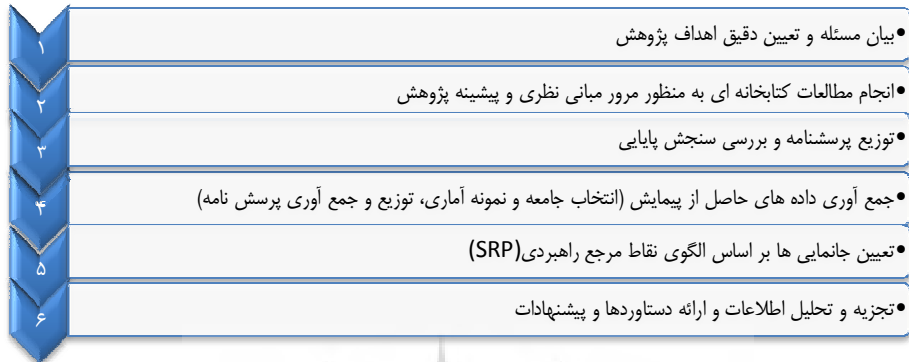 ۱
•بیان مسئله و تعیین دقیق اهداف پژوهش
۲
•انجام مطالعات کتابخانه ای به منظور مرور مبانی نظری و پیشینه پژوهش
۳
•توزیع پرسشنامه و بررسی سنجش پایایی
۴
•جمع آوری داده های حاصل از پیمایش (انتخاب جامعه و نمونه آماری، توزیع و جمع آوری پرسش نامه)
۵
•تعیین جانمایی ها بر اساس الگوی نقاط مرجع راهبردی(SRP)
۶
•تجزیه و تحلیل اطلاعات و ارائه دستاوردها و پیشنهادات